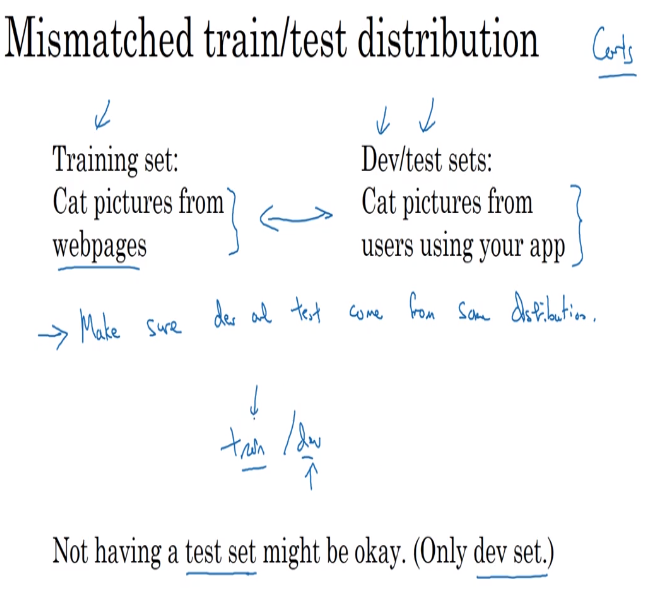 Mismatched train/test distribution
Training set:
Cat pictures from
webpages
Dev/test sets:
Cat pictures from
users using your app
→ Make sure dev and test come from same distribution.
train / dev
Not having a test set might be okay. (Only dev set.)